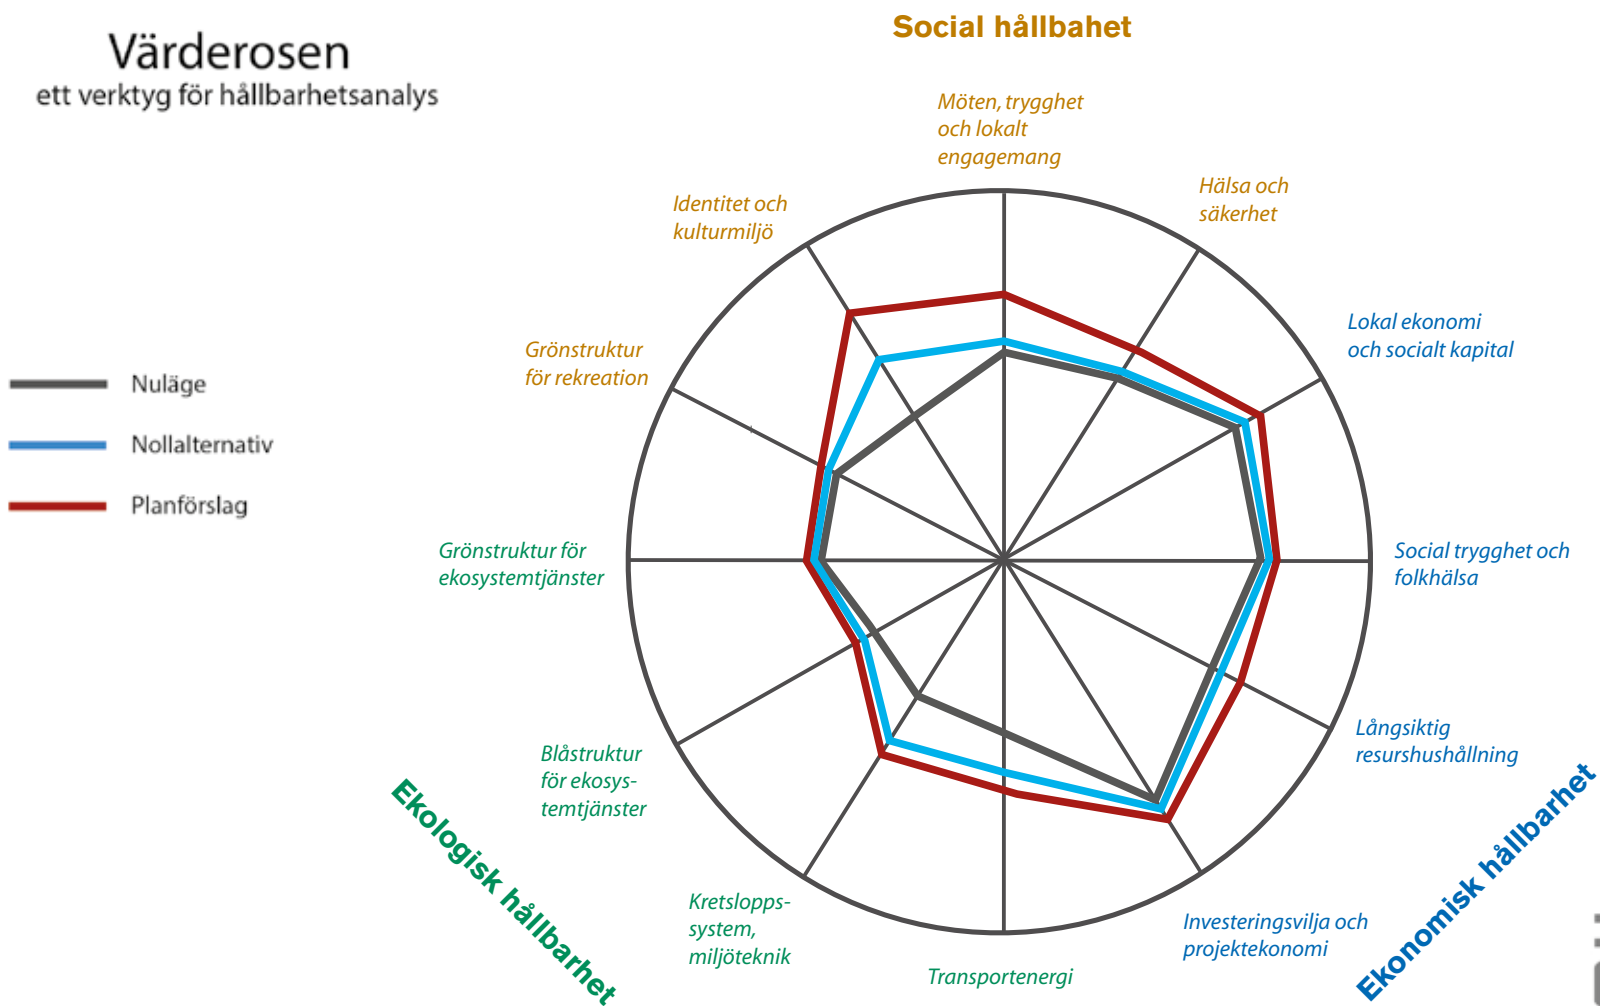 Värderosen
ett verktyg för hållbarhetsanalys
Social hållbahet
Möten, trygghet
och lokalt
engagemang
Hälsa och
säkerhet
Identitet och
kulturmiljö
Lokal ekonomi
och socialt kapital
Grönstruktur
för rekreation
Nuläge
Nollalternativ
Planförslag
Grönstruktur för
ekosystemtjänster
Social trygghet och
folkhälsa
Långsiktig
resurshushållning
Blåstruktur
för ekosys-
temtjänster
Ekologisk hållbarhet
Ekonomisk hållbarhet
Kretslopps-
system,
miljöteknik
Investeringsvilja och
projektekonomi
Transportenergi